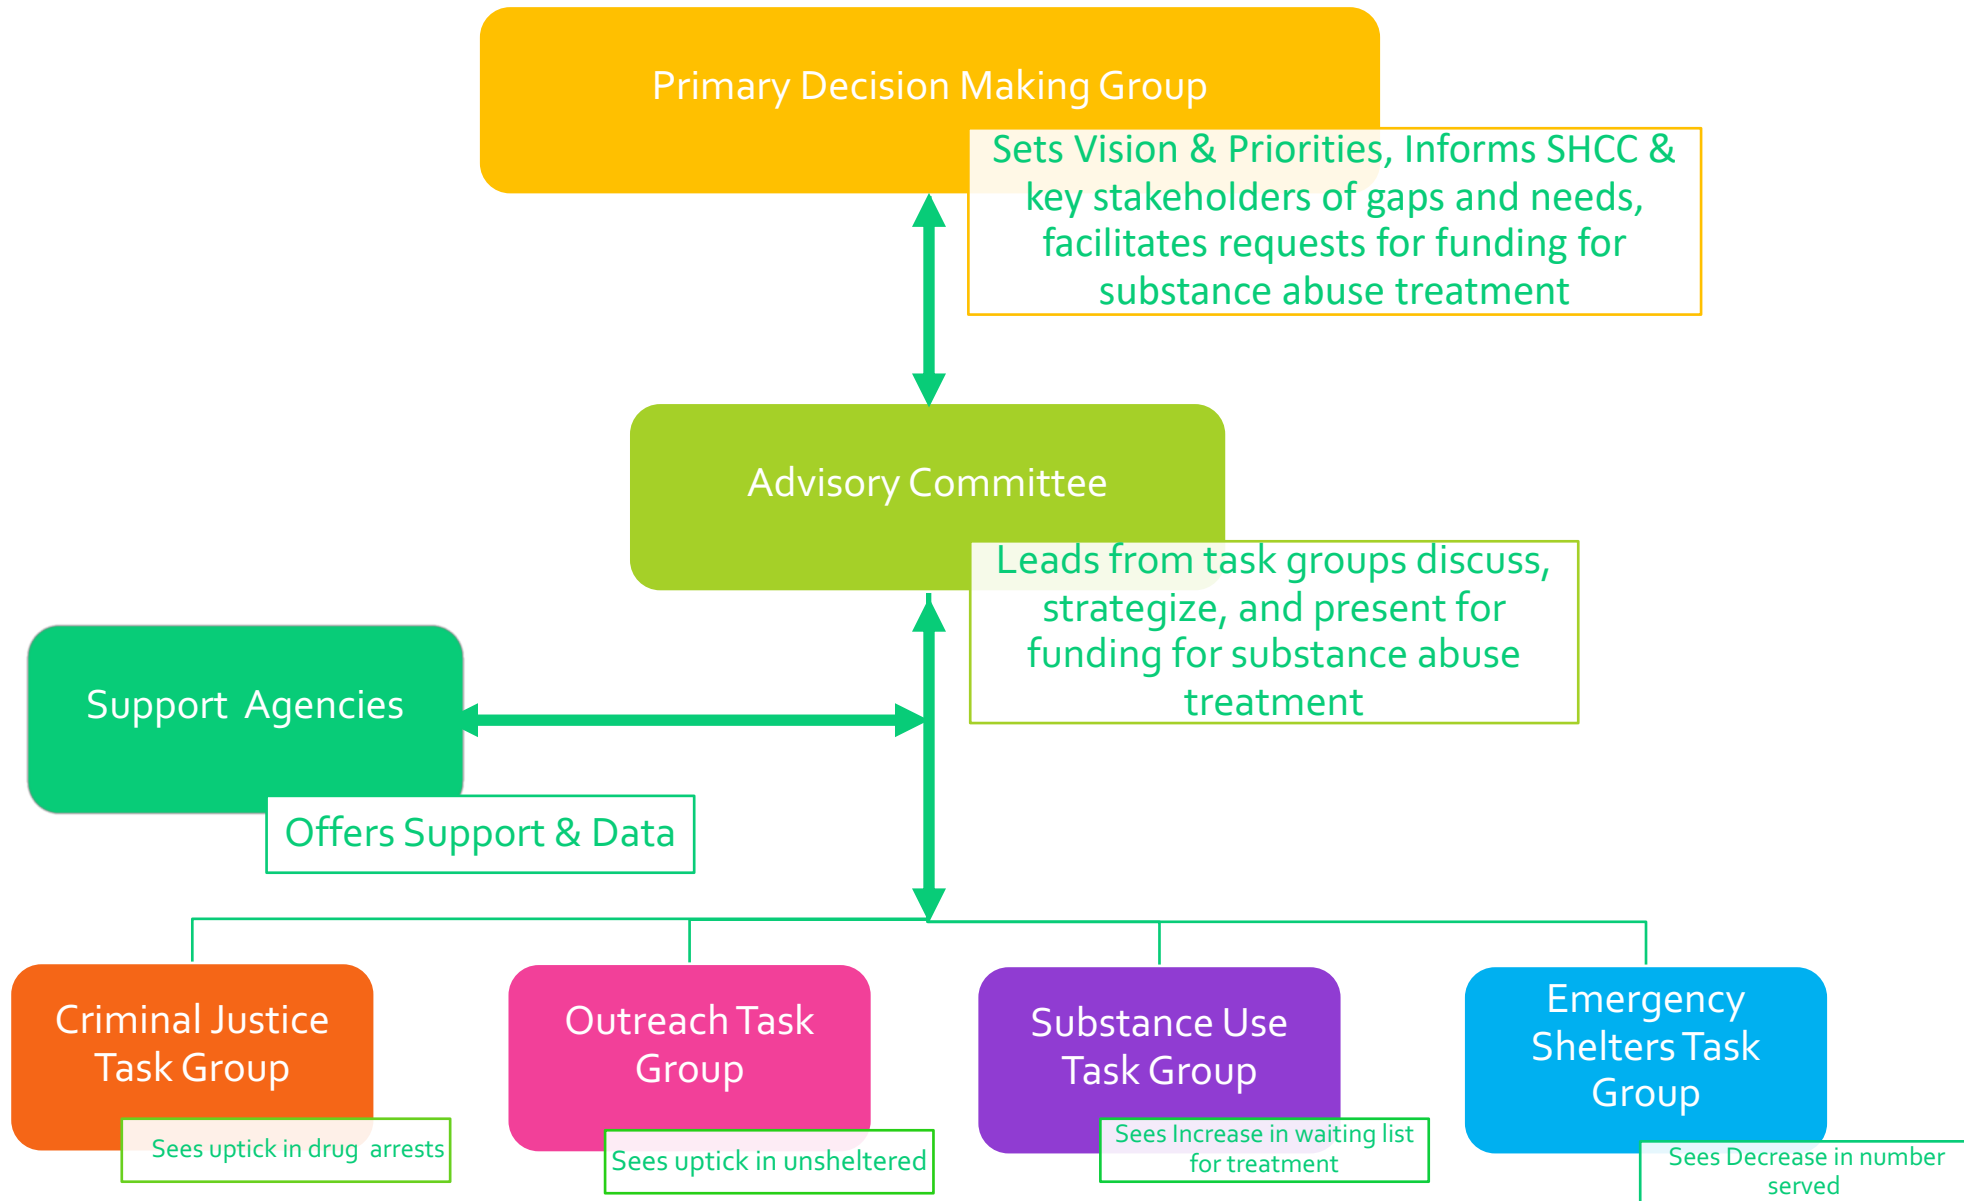 Primary Decision Making Group
Sets Vision & Priorities, Informs SHCC &
key stakeholders of gaps and needs,
facilitates requests for funding for
substance abuse treatment
Advisory Committee
Leads from task groups discuss,
strategize, and present for
funding for substance abuse
treatment
Support Agencies
Offers Support & Data
Criminal Justice
Task Group
Sees uptick in drug arrests
Outreach Task
Group
Sees uptick in unsheltered
Substance Use
Task Group
Sees Increase in waiting list
for treatment
Emergency
Shelters Task
Group
Sees Decrease in number
served